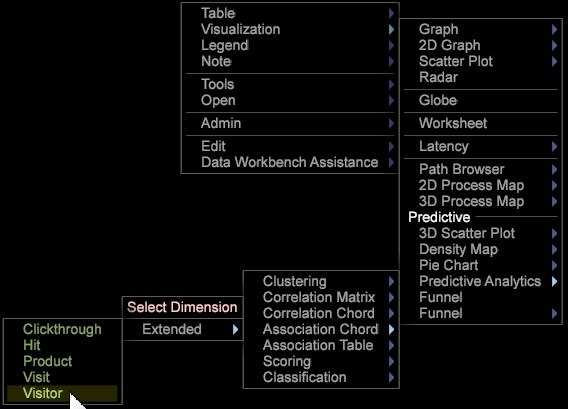 Table
Visualization
Legend
Note
Tools
Open
Admin
Edit
Data Workbench Assistance
Graph
2D Graph
Scatter Plot
Radar
Globe
Worksheet
Latency
Path Browser
2D Process Map
3D Process Map
Predictive
3D Scatter Plot
Density Map
Pie Chart
Predictive Analytics
Funnel
Funnel
Clustering
Correlation Matrix
Correlation Chord
Association Chord
Association Table
Scoring
Classification
Select Dimension
Extended
Clickthrough
Hit
Product
Visit
Visitor